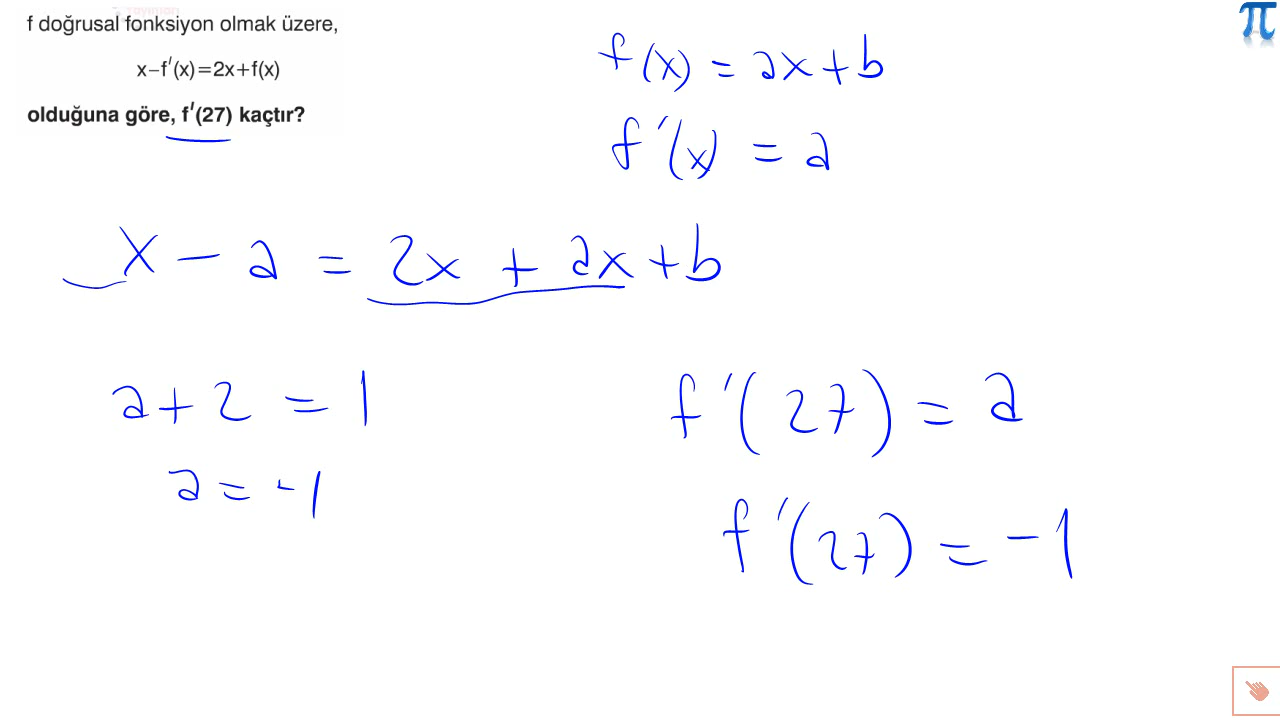 f doğrusal fonksiyon olmak üzere,
x–f'(x)=2x+f(x)
olduğuna göre, f'(27) kaçtır?
f(x) = ax+b
f'(x) = a
x – a = 2x + ax + b
a + 2 = 1
a = -1
f'(27) = a
f'(27) = -1
π